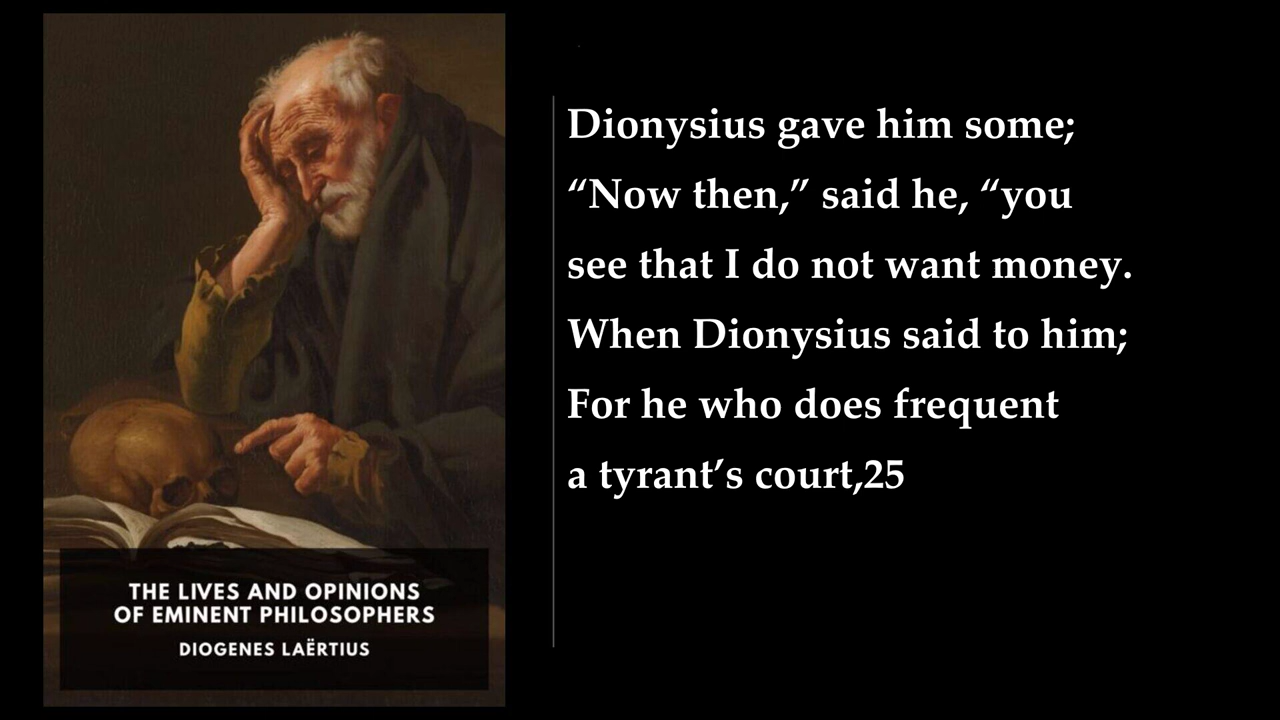 Dionysius gave him some;
“Now then,” said he, “you
see that I do not want money.
When Dionysius said to him;
For he who does frequent
a tyrant’s court,25
THE LIVES AND OPINIONS
OF EMINENT PHILOSOPHERS
DIOGENES LAËRTIUS